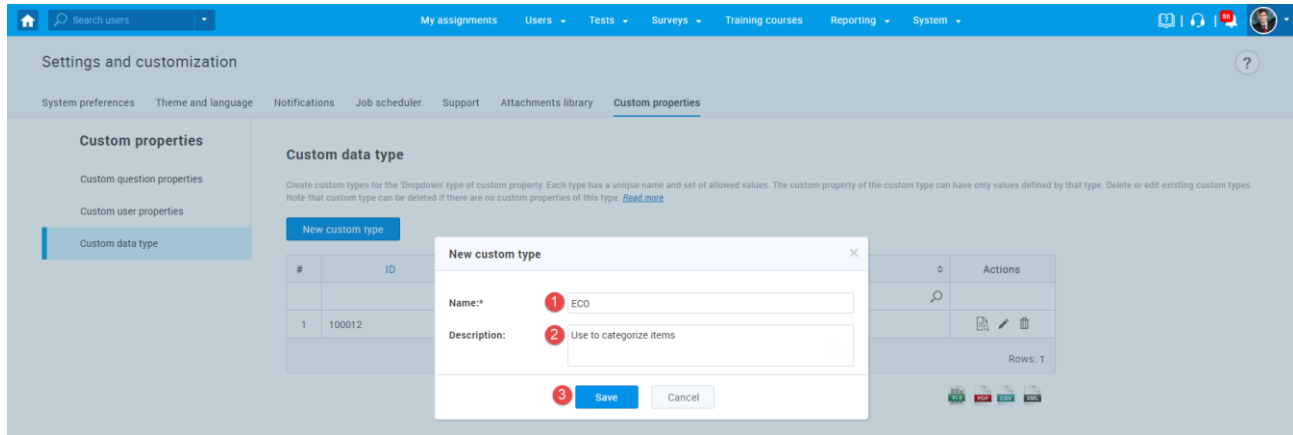 Search users
My assignments Users Tests Surveys Training courses Reporting System
86
Settings and customization
?
System preferences Theme and language Notifications Job scheduler Support Attachments library Custom properties
Custom properties
Custom question properties
Custom user properties
Custom data type
Custom data type
Create custom types for the 'Dropdown' type of custom property. Each type has a unique name and set of allowed values. The custom property of the custom type can have only values defined by that type. Delete or edit existing custom types.
Note that custom type can be deleted if there are no custom properties of this type. Read more
New custom type
# ID Actions
1 100012
Rows: 1
New custom type
Name:* 1 ECO
Description: 2 Use to categorize items
3 Save Cancel
XLS PDF CSV XML